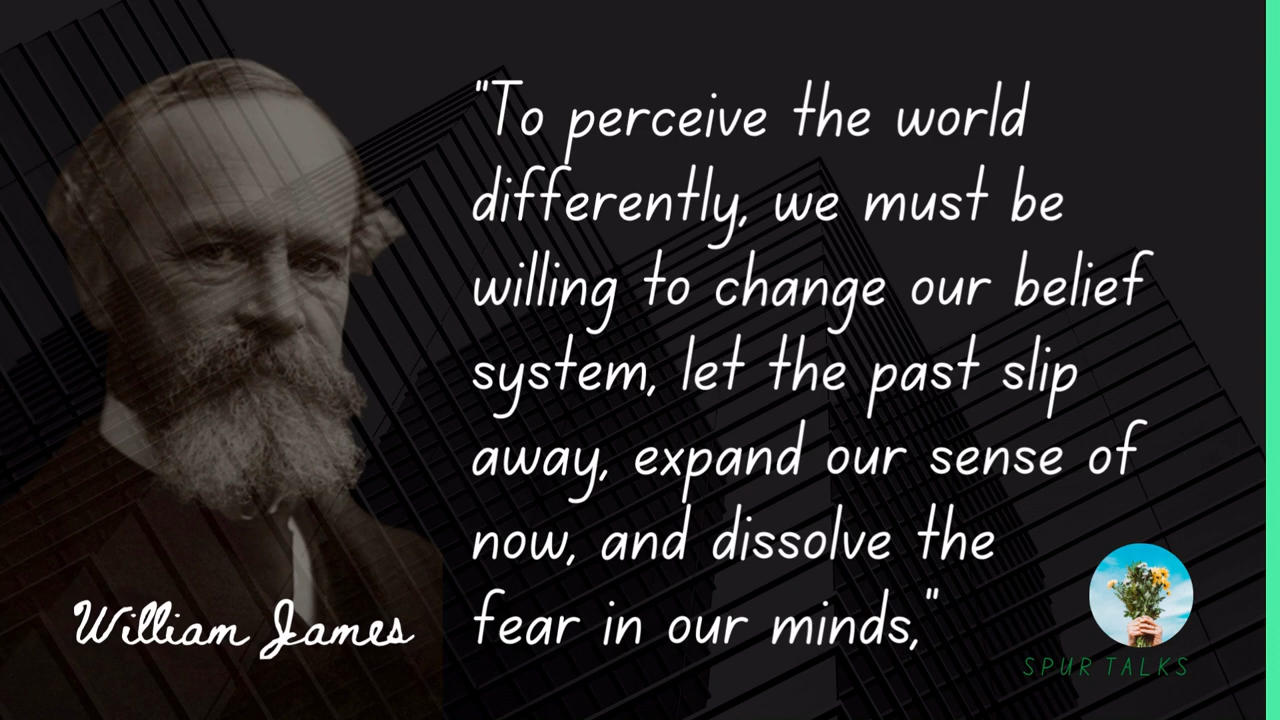 "To perceive the world
differently, we must be
willing to change our belief
system, let the past slip
away, expand our sense of
now, and dissolve the
fear in our minds,"
William James
SPUR TALKS